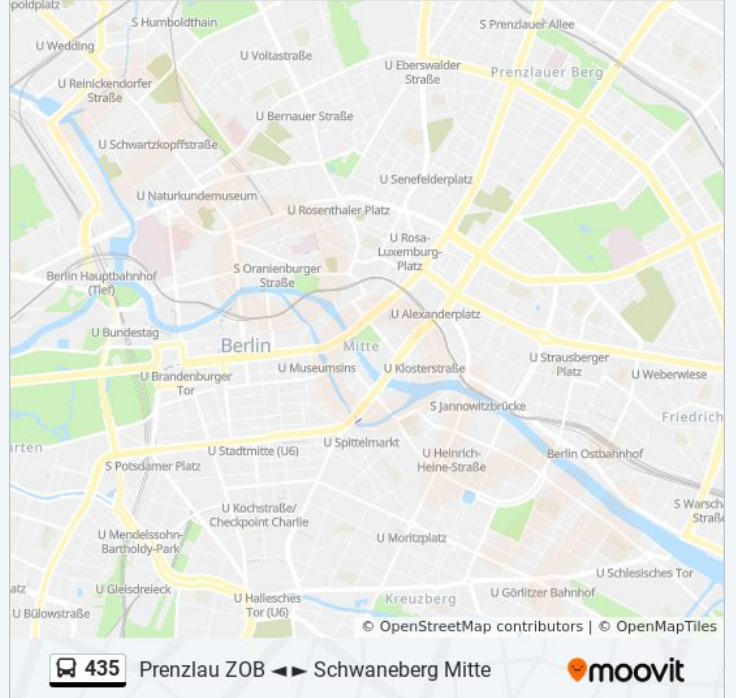 poldplatz
S Humboldthain
S Prenzlauer Allee
U Wedding
U Voltastraße
U Eberswalder
Straße
Prenzlauer Berg
U Reinickendorfer
Straße
U Bernauer Straße
U Schwartzkopffstraße
U Senefelderplatz
U Naturkundemuseum
U Rosenthaler Platz
U Rosa-
Luxemburg-
Platz
Berlin Hauptbahnhof
(Tief)
S Oranienburger
Straße
U Alexanderplatz
U Bundestag
Berlin
Mitte
U Strausberger
Platz
U Museumsins
U Klosterstraße
U Weberwiese
U Brandenburger
Tor
S Jannowitzbrücke
Friedrich
rten
U Spittelmarkt
U Stadtmitte (U6)
U Heinrich-
Heine-Straße
Berlin Ostbahnhof
S Potsdamer Platz
S Warsch
Straße
U Kochstraße/
Checkpoint Charlie
U Mendelssohn-
Bartholdy-Park
U Moritzplatz
U Schlesisches Tor
atz
U Gleisdreieck
U Hallesches
Tor (U6)
Kreuzberg
U Görlitzer Bahnhof
U Bülowstraße
© OpenStreetMap contributors | © OpenMapTiles
435 Prenzlau ZOB ◄► Schwaneberg Mitte
moovit